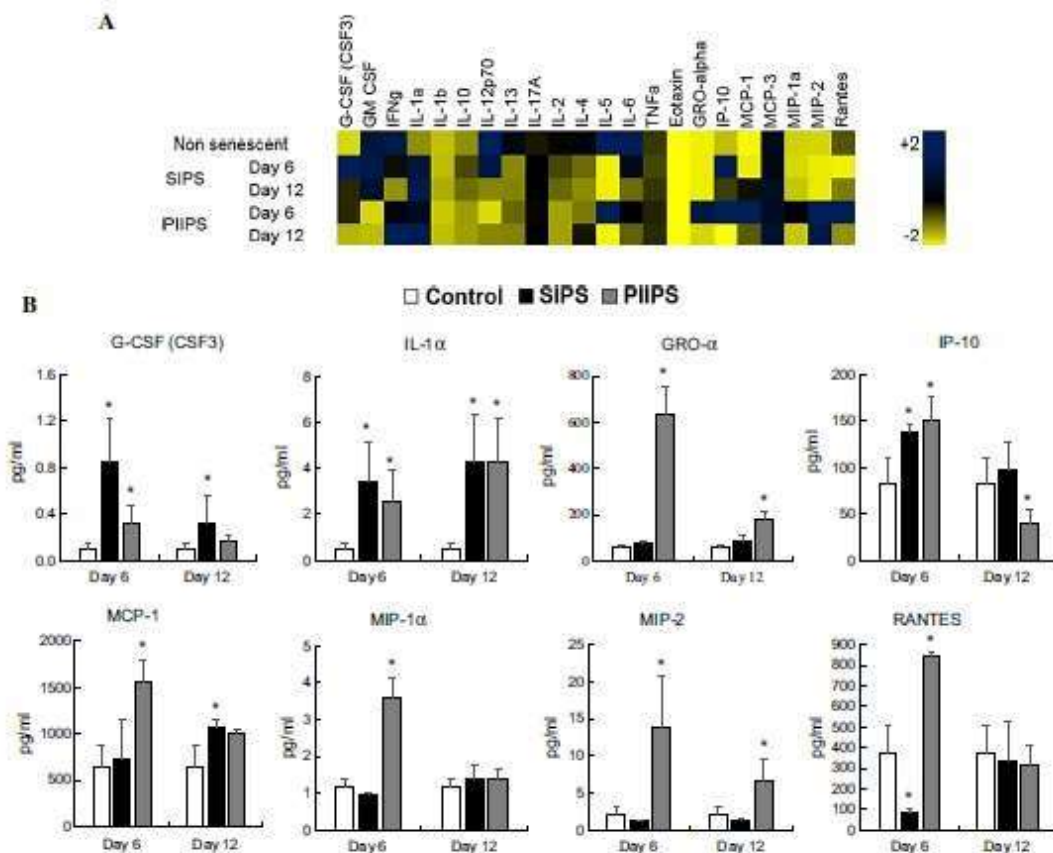 A
G-CSF (CSF3)
GM CSF
IFNg
IL-1a
IL-1b
IL-10
IL-12p70
IL-13
IL-17A
IL-2
IL-4
IL-5
IL-6
TNFa
Eotaxin
GRO-alpha
IP-10
MCP-1
MCP-3
MIP-1a
MIP-2
Rantes
Non senescent
SIPS
Day 6
Day 12
PIIPS
Day 6
Day 12
+2
-2
B
Control SIPS PIIPS
G-CSF (CSF3)
pg/ml
1.6
1.2
0.8
0.4
0.0
* * *
Day 6 Day 12
IL-1α
pg/ml
8
6
4
2
0
* * * *
Day 6 Day 12
GRO-α
pg/ml
800
600
400
200
0
* *
Day 6 Day 12
IP-10
pg/ml
200
150
100
50
0
* * *
Day 6 Day 12
MCP-1
pg/ml
2000
1500
1000
500
0
* *
Day 6 Day 12
MIP-1α
pg/ml
5
4
3
2
1
0
*
Day 6 Day 12
MIP-2
pg/ml
25
20
15
10
5
0
* *
Day 6 Day 12
RANTES
pg/ml
900
800
700
600
500
400
300
200
100
0
* *
Day 6 Day 12